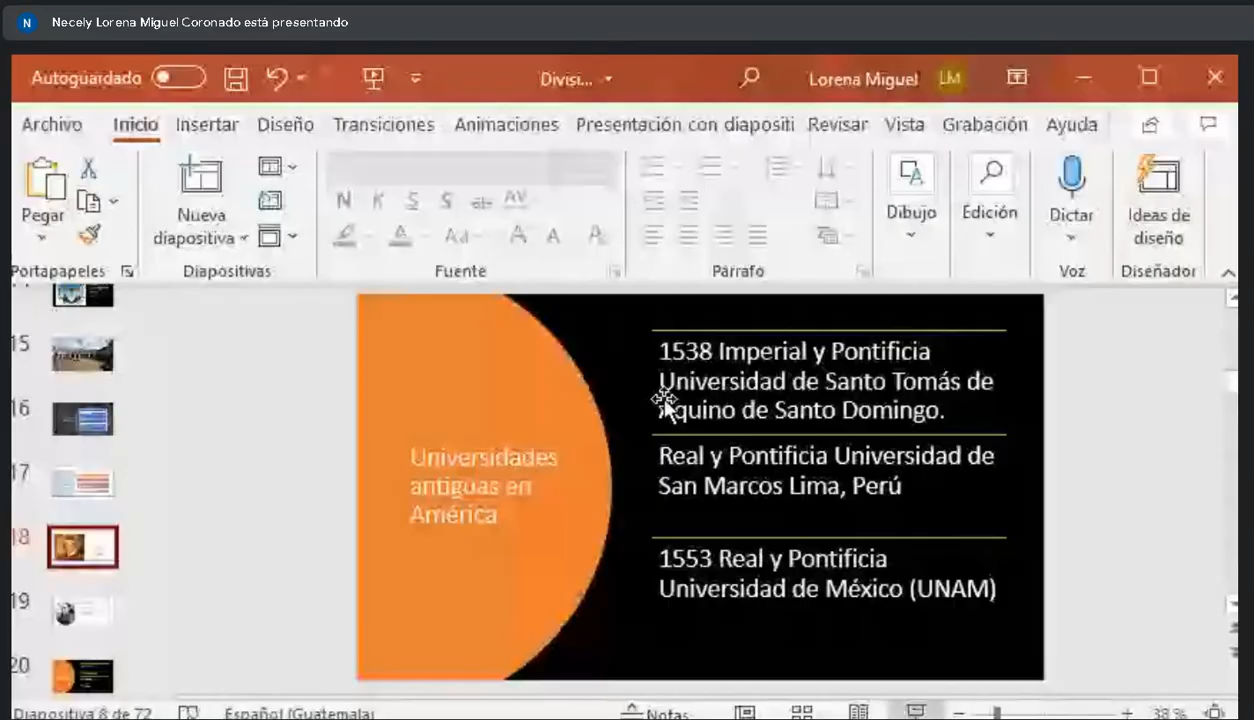 N Necely Lorena Miguel Coronado está presentando
Autoguardado
Divisi...
Lorena Miguel LM
Archivo Inicio Insertar Diseño Transiciones Animaciones Presentación con diapositi Revisar Vista Grabación Ayuda
Pegar
Nueva
diapositiva
N K S S ab AV
Aa A A A
Dibujo
Edición
Dictar
Ideas de
diseño
Portapapeles Diapositivas Fuente Párrafo Voz Diseñador
15
16
17
18
19
20
Universidades
antiguas en
América
1538 Imperial y Pontificia
Universidad de Santo Tomás de
Aquino de Santo Domingo.
Real y Pontificia Universidad de
San Marcos Lima, Perú
1553 Real y Pontificia
Universidad de México (UNAM)
Diapositiva 8 de 72 Español (Guatemala) Notas 38 %